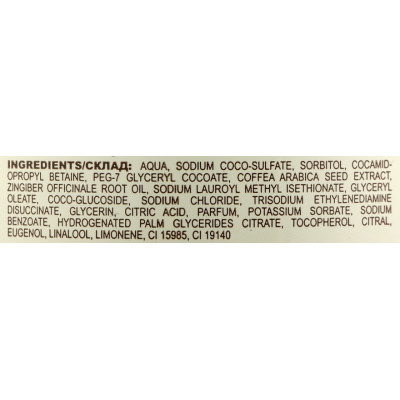 INGREDIENTS/СКЛАД: AQUA, SODIUM COCO-SULFATE, SORBITOL, COCAMID-
OPROPYL BETAINE, PEG-7 GLYCERYL COCOATE, COFFEA ARABICA SEED EXTRACT,
ZINGIBER OFFICINALE ROOT OIL, SODIUM LAUROYL METHYL ISETHIONATE, GLYCERYL
OLEATE, COCO-GLUCOSIDE, SODIUM CHLORIDE, TRISODIUM ETHYLENEDIAMINE
DISUCCINATE, GLYCERIN, CITRIC ACID, PARFUM, POTASSIUM SORBATE, SODIUM
BENZOATE, HYDROGENATED PALM GLYCERIDES CITRATE, TOCOPHEROL, CITRAL,
EUGENOL, LINALOOL, LIMONENE, CI 15985, CI 19140